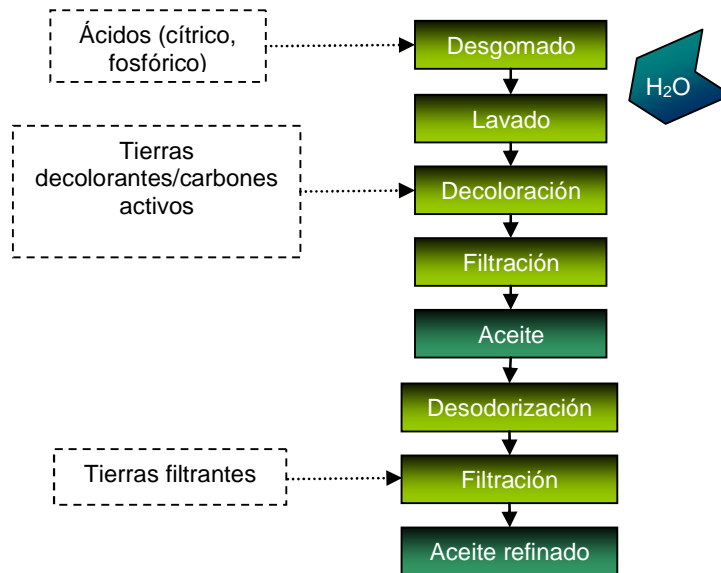 Ácidos (cítrico,
fosfórico)
Desgomado
H₂O
Lavado
Tierras
decolorantes/carbones
activos
Decoloración
Filtración
Aceite
Desodorización
Tierras filtrantes
Filtración
Aceite refinado